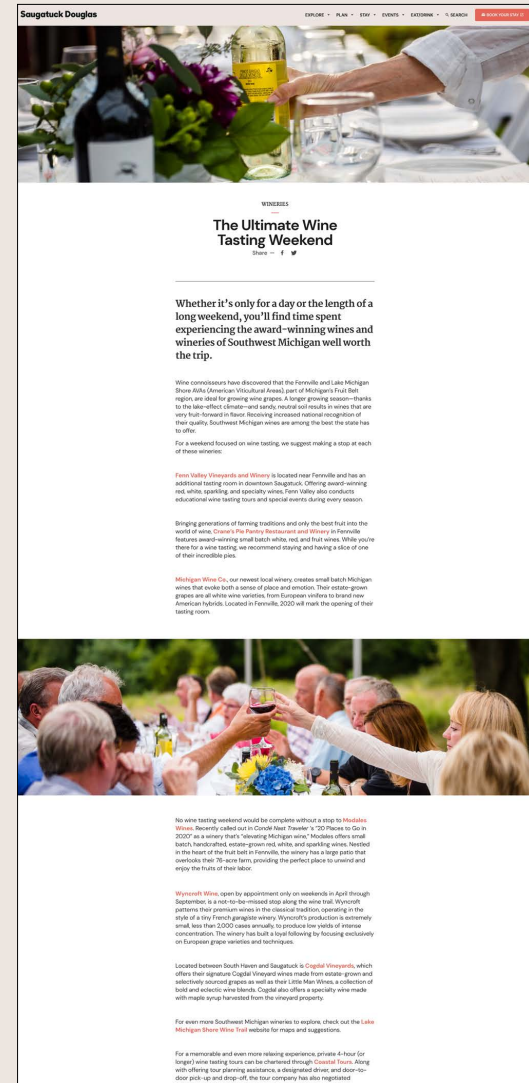 Saugatuck Douglas
EXPLORE PLAN STAY EVENTS EAT/DRINK SEARCH BOOK YOUR STAY
WINERIES
The Ultimate Wine
Tasting Weekend
Share —
Whether it's only for a day or the length of a
long weekend, you'll find time spent
experiencing the award-winning wines and
wineries of Southwest Michigan well worth
the trip.
Wine connoisseurs have discovered that the Fennville and Lake Michigan
Shore AVAs (American Viticultural Areas), part of Michigan's Fruit Belt
region, are ideal for growing wine grapes. A longer growing season—thanks
to the lake-effect climate—and sandy, neutral soil results in wines that are
very fruit-forward in flavor. Receiving increased national recognition of
their quality, Southwest Michigan wines are among the best the state has
to offer.
For a weekend focused on wine tasting, we suggest making a stop at each
of these wineries:
Fenn Valley Vineyards and Winery is located near Fennville and has an
additional tasting room in downtown Saugatuck. Offering award-winning
red, white, sparkling, and specialty wines, Fenn Valley also conducts
educational wine tasting tours and special events during every season.
Bringing generations of farming traditions and only the best fruit into the
world of wine, Crane's Pie Pantry Restaurant and Winery in Fennville
features award-winning small batch white, red, and fruit wines. While you're
there for a wine tasting, we recommend staying and having a slice of one
of their incredible pies.
Michigan Wine Co., our newest local winery, creates small-batch Michigan
wines that evoke both a sense of place and emotion. Their estate-grown
grapes are all white wine varieties, from European vinifera to brand new
American hybrids. Located in Fennville, 2020 will mark the opening of their
tasting room.
No wine tasting weekend would be complete without a stop to Modales
Wines. Recently called out in Condé Nast Traveler 's "20 Places to Go in
2020" as a winery that's "elevating Michigan wine," Modales offers small
batch, handcrafted, estate-grown red, white, and sparkling wines. Nestled
in the heart of the fruit belt in Fennville, the winery has a large patio that
overlooks their 76-acre farm, providing the perfect place to unwind and
enjoy the fruits of their labor.
Wyncroft Wine, open by appointment only on weekends in April through
September, is a not-to-be-missed stop along the wine trail. Wyncroft
patterns their premium wines in the classical tradition, operating in the
style of a tiny French garagiste winery. Wyncroft's production is extremely
small, less than 2,000 cases annually, to produce low yields of intense
concentration. The winery has built a loyal following by focusing exclusively
on European grape varieties and techniques.
Located between South Haven and Saugatuck is Cogdal Vineyards, which
offers their signature Cogdal Vineyard wines made from estate-grown and
selectively sourced grapes as well as their Little Man Wines, a collection of
bold and eclectic wine blends. Cogdal also offers a specialty wine made
with maple syrup harvested from the vineyard property.
For even more Southwest Michigan wineries to explore, check out the Lake
Michigan Shore Wine Trail website for maps and suggestions.
For a memorable and even more relaxing experience, private 4-hour (or
longer) wine tasting tours can be chartered through Coastal Tours. Along
with offering tour planning assistance, a designated driver, and door-to-
door pick-up and drop-off, the tour company has also negotiated